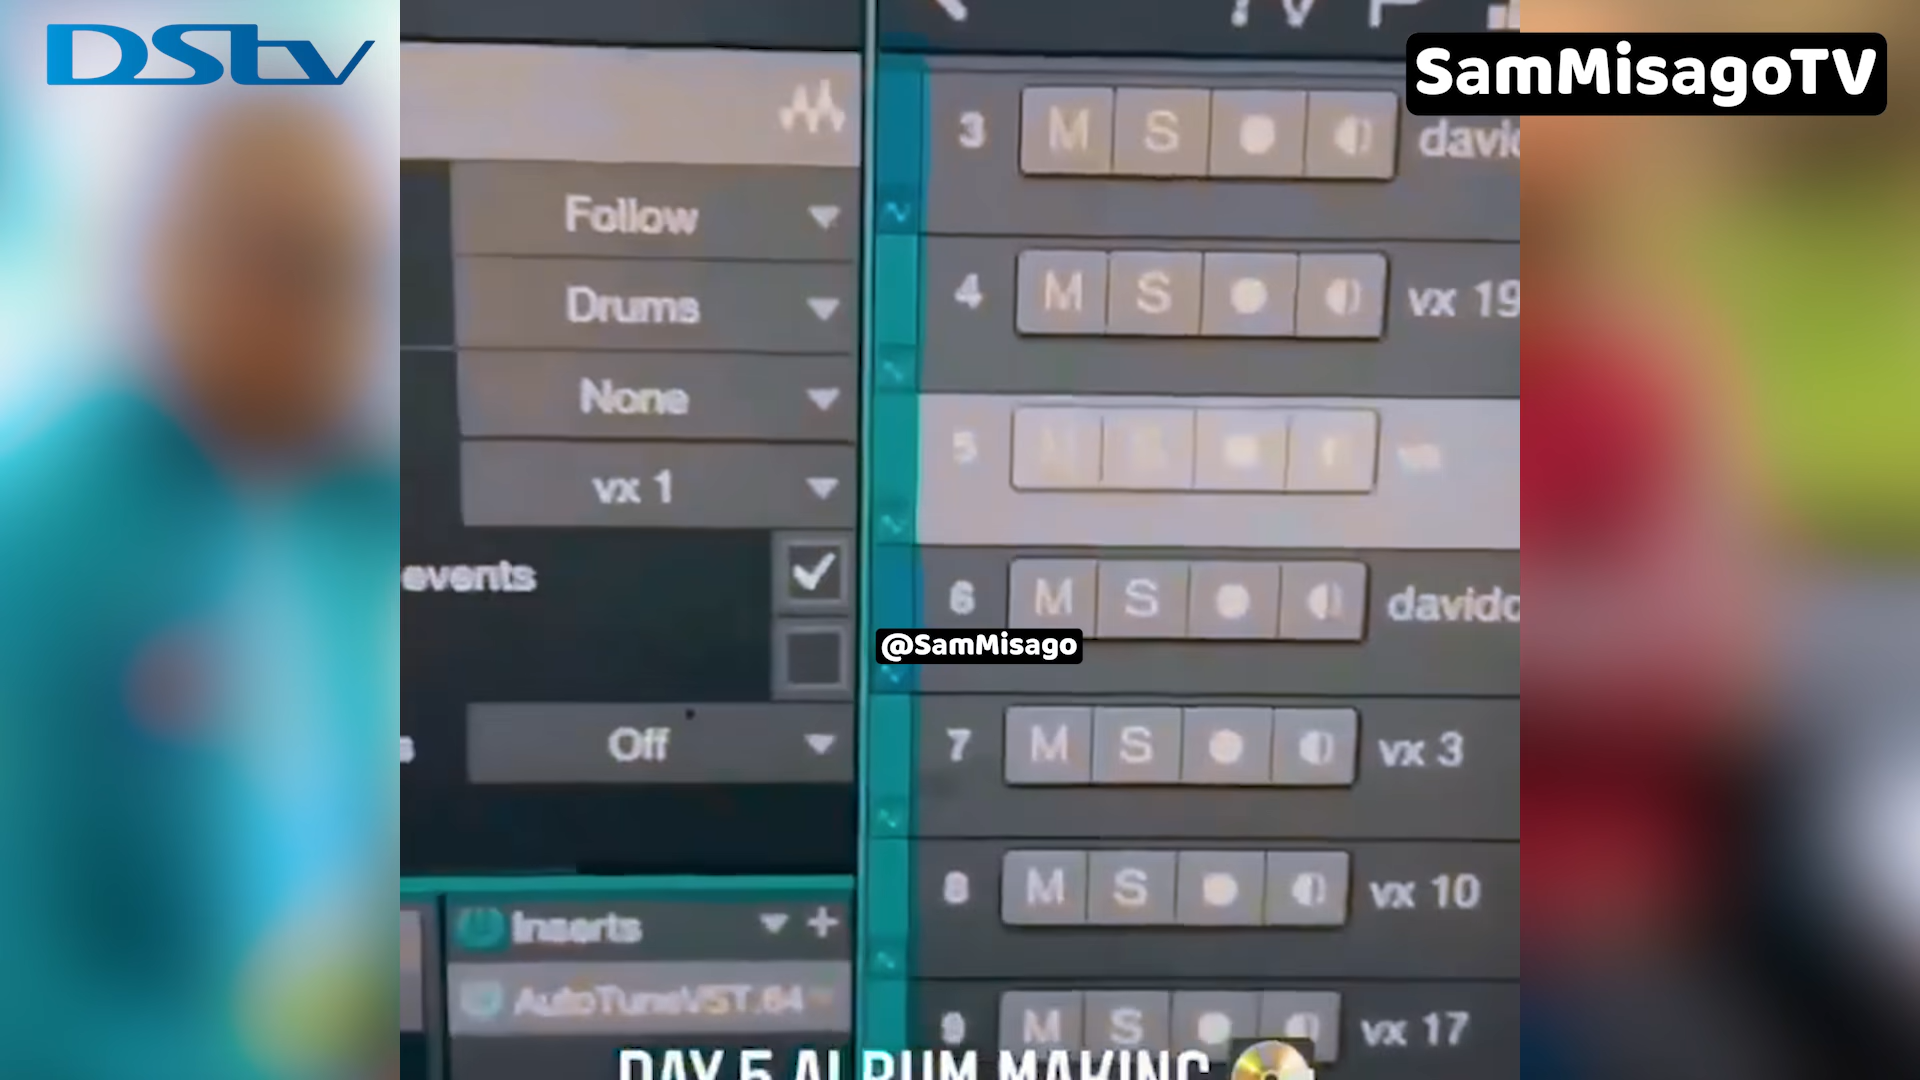 DStv
SamMisagoTV
3 M S davido
Follow
4 M S vx 19
Drums
None
5
vx 1
events
6 M S davido
@SamMisago
Off
7 M S vx 3
8 M S vx 10
Inserts
AutoTuneVST.64
9 M S vx 17
DAY 5 ALBUM MAKING